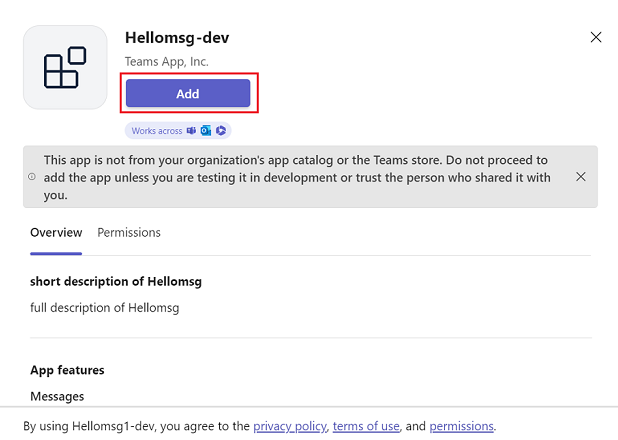 Hellomsg-dev
Teams App, Inc.
Add
Works across
This app is not from your organization's app catalog or the Teams store. Do not proceed to
add the app unless you are testing it in development or trust the person who shared it with
you.
Overview Permissions
short description of Hellomsg
full description of Hellomsg
App features
Messages
By using Hellomsg1-dev, you agree to the privacy policy, terms of use, and permissions.